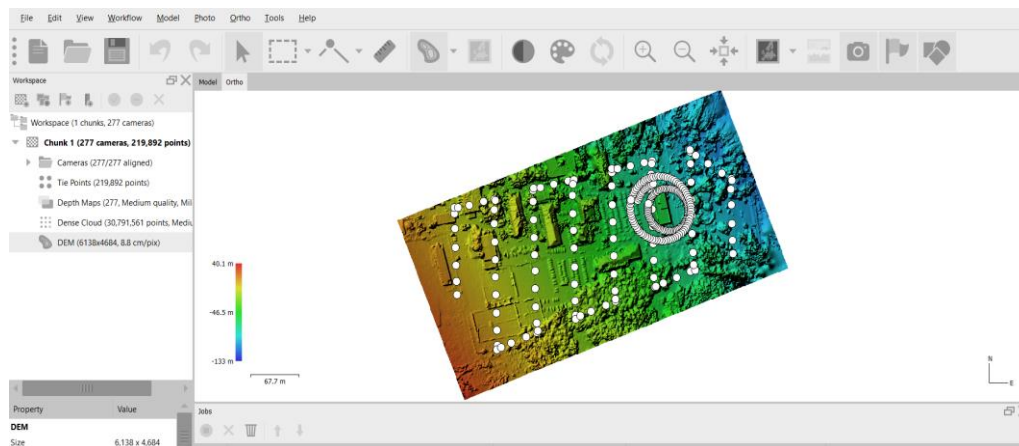 File Edit View Workflow Model Photo Ortho Tools Help
Workspace
Model Ortho
Workspace (1 chunks, 277 cameras)
Chunk 1 (277 cameras, 219,892 points)
Cameras (277/277 aligned)
Tie Points (219,892 points)
Depth Maps (277, Medium quality, Mil
Dense Cloud (30,791,561 points, Mediu
DEM (6138x4684, 8.8 cm/pix)
40.1 m
-46.5 m
-133 m
67.7 m
N
E
Property Value
Jobs
DEM
Size 6,138 x 4,684